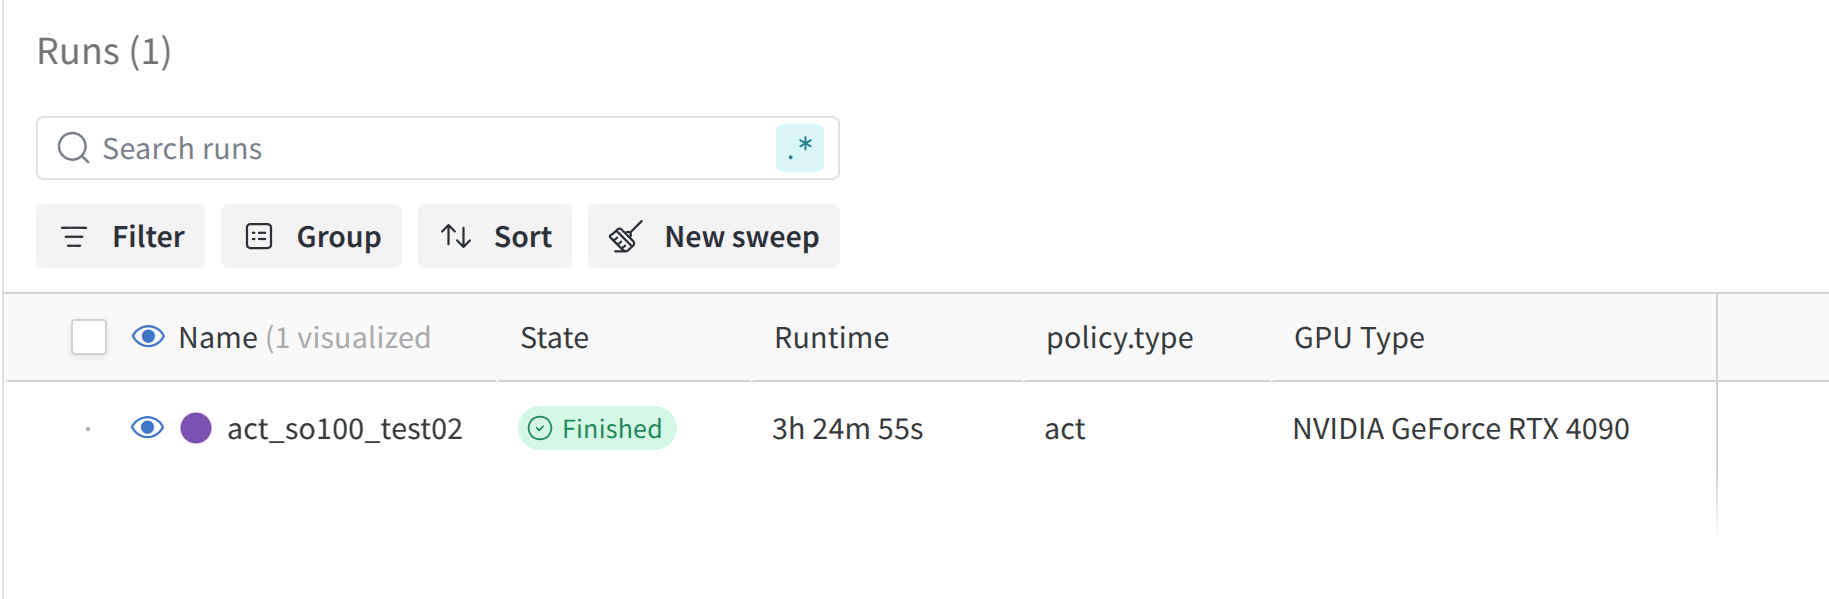 Runs (1)
Search runs .*
Filter Group Sort New sweep
Name (1 visualized State Runtime policy.type GPU Type
act_so100_test02 Finished 3h 24m 55s act NVIDIA GeForce RTX 4090